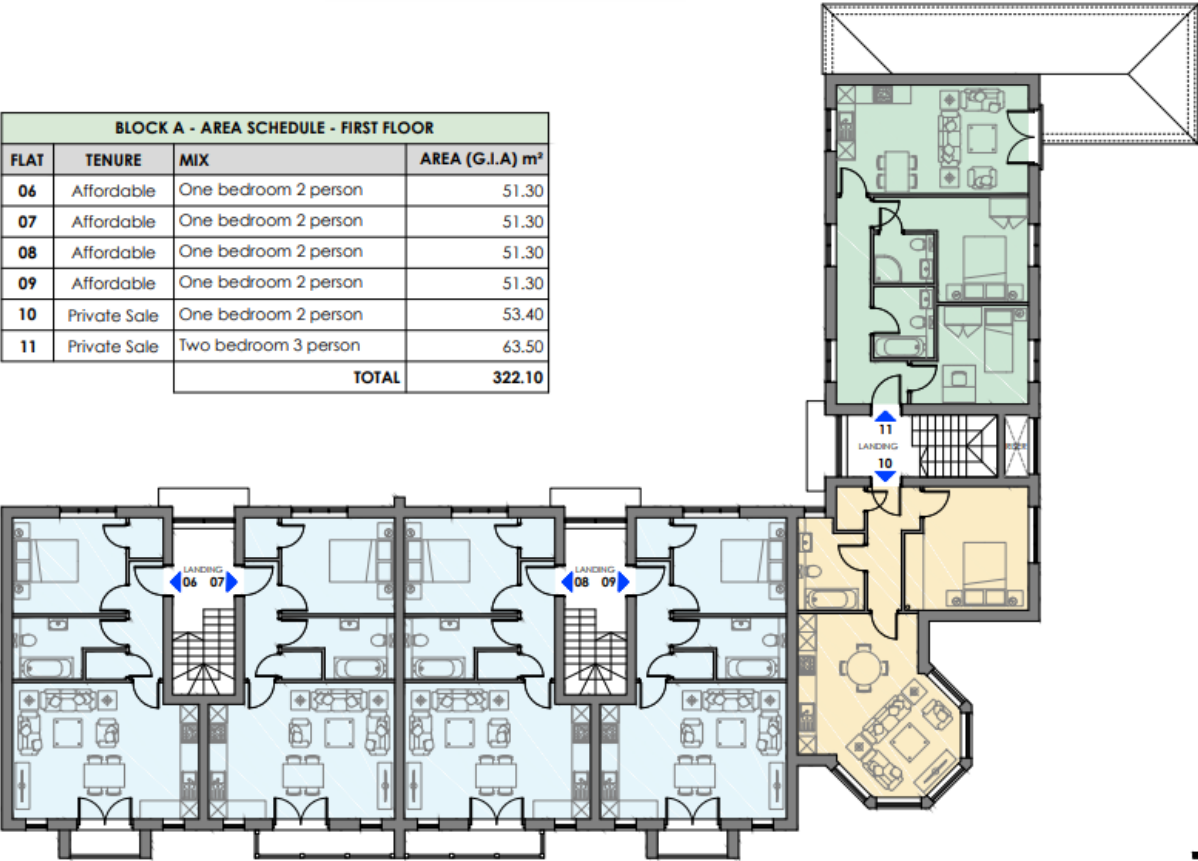 BLOCK A - AREA SCHEDULE - FIRST FLOOR
FLAT TENURE MIX AREA (G.I.A) m²
06 Affordable One bedroom 2 person 51.30
07 Affordable One bedroom 2 person 51.30
08 Affordable One bedroom 2 person 51.30
09 Affordable One bedroom 2 person 51.30
10 Private Sale One bedroom 2 person 53.40
11 Private Sale Two bedroom 3 person 63.50
TOTAL 322.10
11
LANDING
10
LANDING
06 07
LANDING
08 09